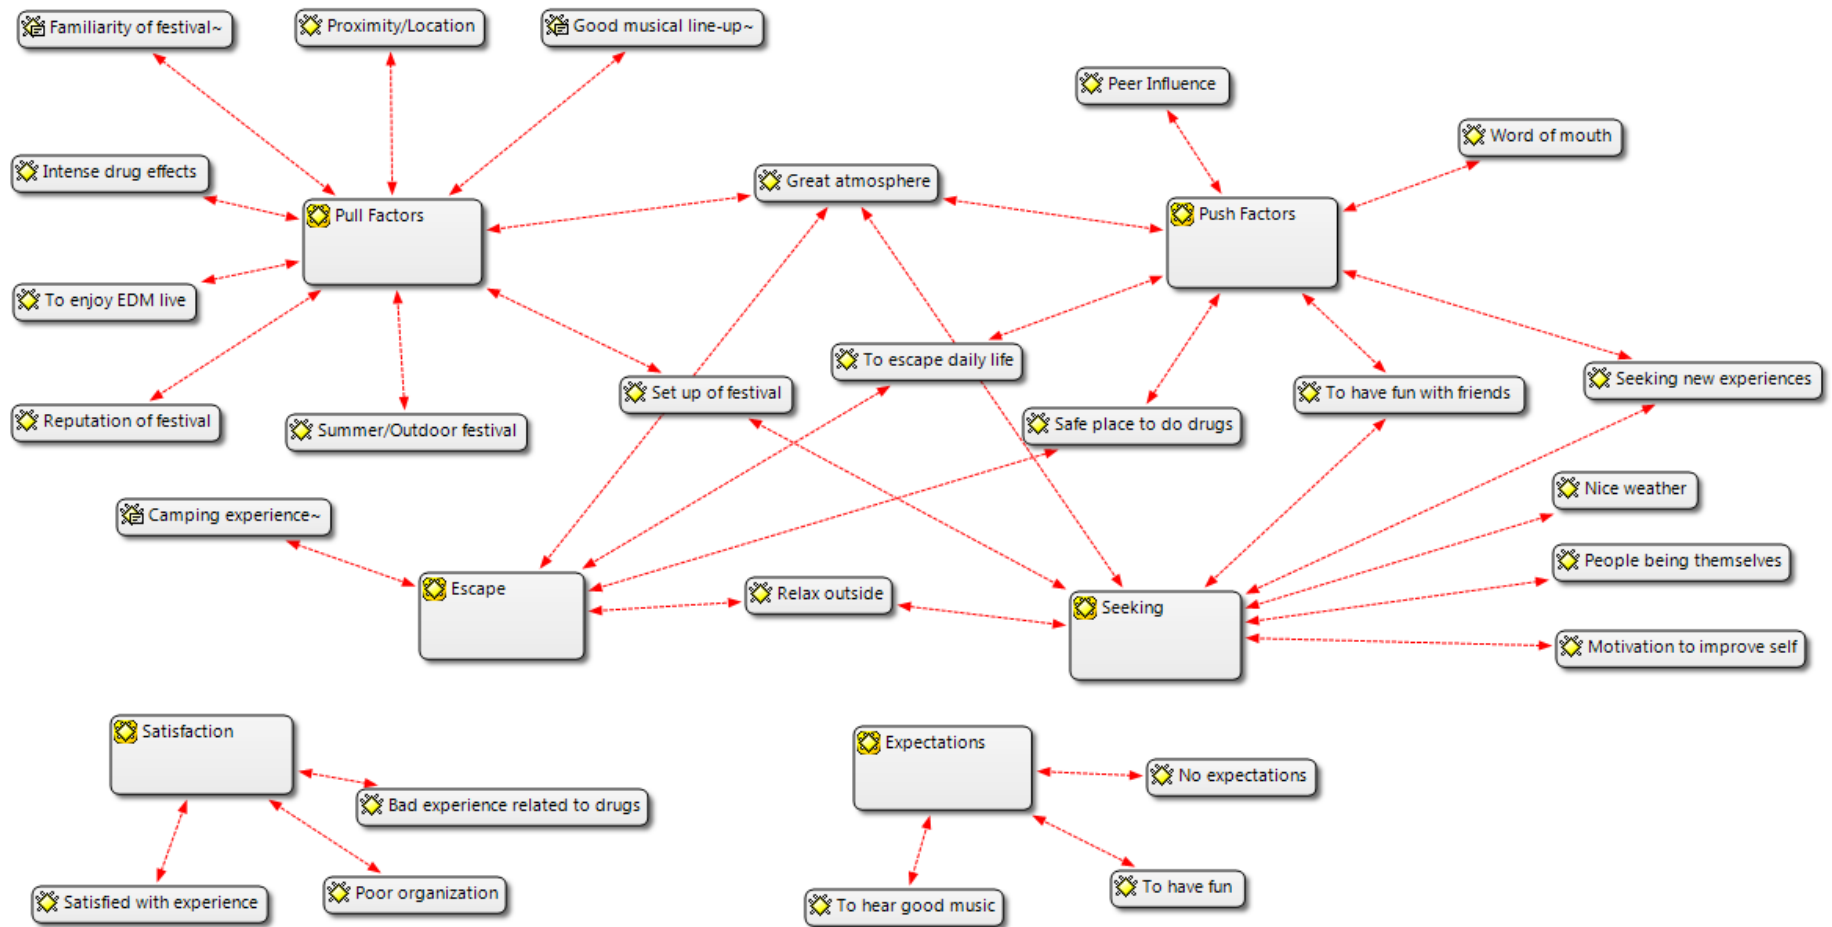 Familiarity of festival~
Proximity/Location
Good musical line-up~
Peer Influence
Word of mouth
Intense drug effects
Great atmosphere
Pull Factors
Push Factors
To enjoy EDM live
To escape daily life
Set up of festival
To have fun with friends
Seeking new experiences
Reputation of festival
Summer/Outdoor festival
Safe place to do drugs
Nice weather
Camping experience~
People being themselves
Escape
Relax outside
Seeking
Motivation to improve self
Satisfaction
Expectations
No expectations
Bad experience related to drugs
To have fun
Poor organization
Satisfied with experience
To hear good music